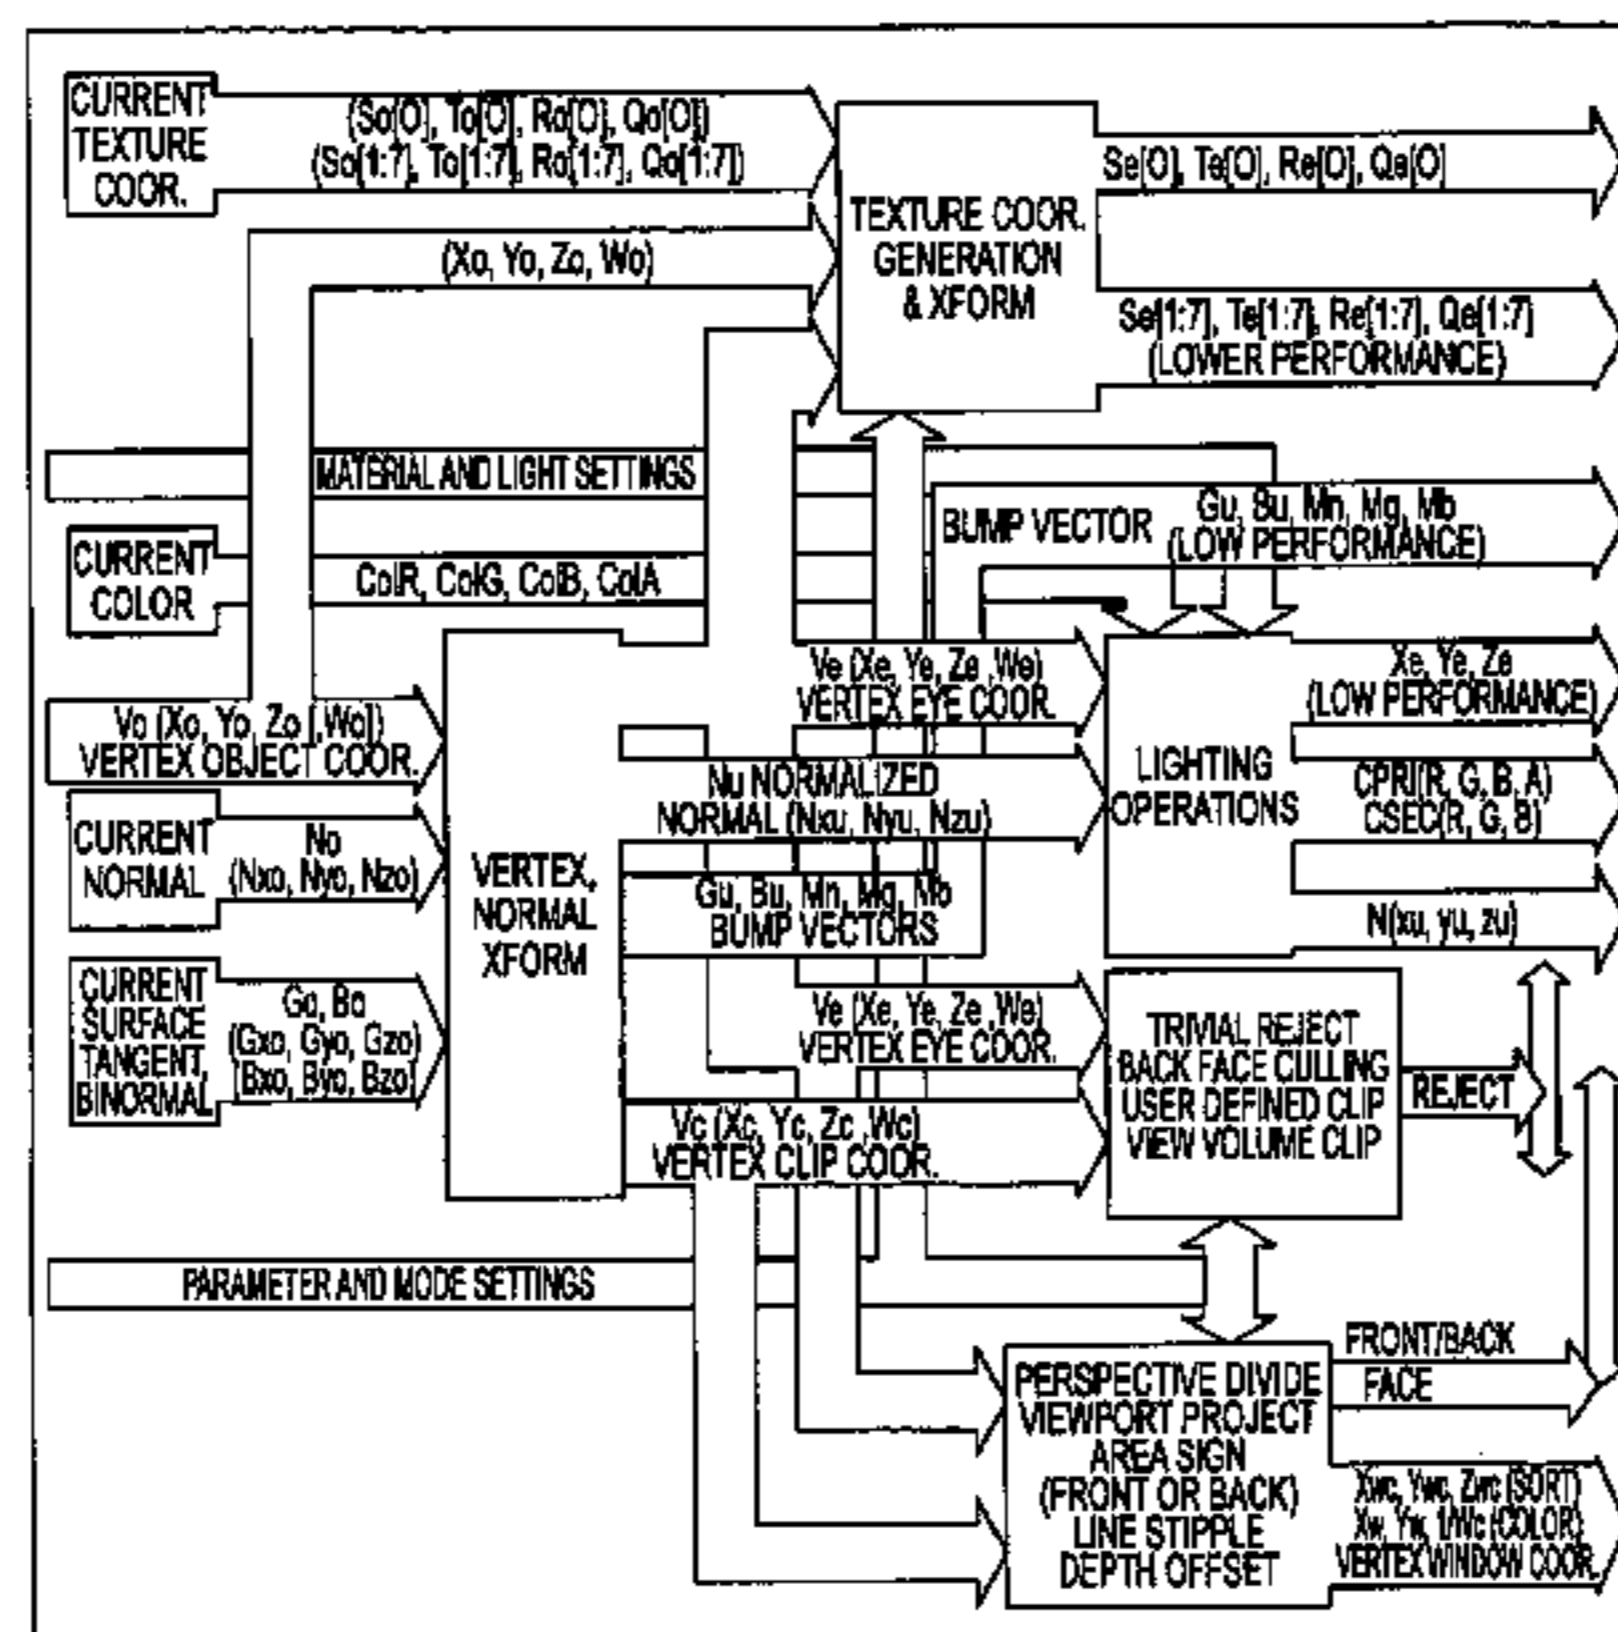 CURRENT
TEXTURE
COOR.
(So[O], To[O], Ro[O], Qo[O])
(So[1:7], To[1:7], Ro[1:7], Qo[1:7])
(Xo, Yo, Zo, Wo)
TEXTURE COOR.
GENERATION
& XFORM
Se[O], Te[O], Re[O], Qe[O]
Se[1:7], Te[1:7], Re[1:7], Qe[1:7]
(LOWER PERFORMANCE)
MATERIAL AND LIGHT SETTINGS
CURRENT
COLOR
ColR, ColG, ColB, ColA
BUMP VECTOR
Gu, Bu, Mn, Mg, Mb
(LOW PERFORMANCE)
Vo (Xo, Yo, Zo [,Wo])
VERTEX OBJECT COOR.
CURRENT
NORMAL
No
(Nxo, Nyo, Nzo)
CURRENT
SURFACE
TANGENT,
BINORMAL
Go, Bo
(Gxo, Gyo, Gzo)
(Bxo, Byo, Bzo)
VERTEX,
NORMAL
XFORM
Ve (Xe, Ye, Ze ,We)
VERTEX EYE COOR.
Nu NORMALIZED
NORMAL (Nxu, Nyu, Nzu)
Gu, Bu, Mn, Mg, Mb
BUMP VECTORS
Ve (Xe, Ye, Ze ,We)
VERTEX EYE COOR.
Vc (Xc, Yc, Zc ,Wc)
VERTEX CLIP COOR.
LIGHTING
OPERATIONS
Xe, Ye, Ze
(LOW PERFORMANCE)
CPRI(R, G, B, A)
CSEC(R, G, B)
N(xu, yu, zu)
TRIVIAL REJECT
BACK FACE CULLING
USER DEFINED CLIP
VIEW VOLUME CLIP
REJECT
PARAMETER AND MODE SETTINGS
PERSPECTIVE DIVIDE
VIEWPORT PROJECT
AREA SIGN
(FRONT OR BACK)
LINE STIPPLE
DEPTH OFFSET
FRONT/BACK
FACE
Xwc, Ywc, Zwc (SORT)
Xw, Yw, 1/Wc (COLOR)
VERTEX WINDOW COOR.